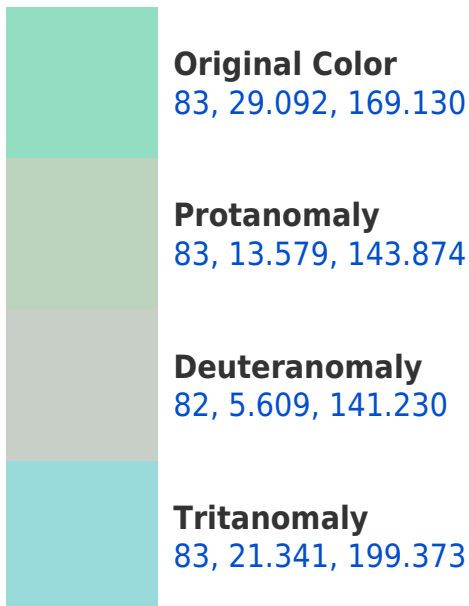 Original Color
83, 29.092, 169.130
Protanomaly
83, 13.579, 143.874
Deuteranomaly
82, 5.609, 141.230
Tritanomaly
83, 21.341, 199.373